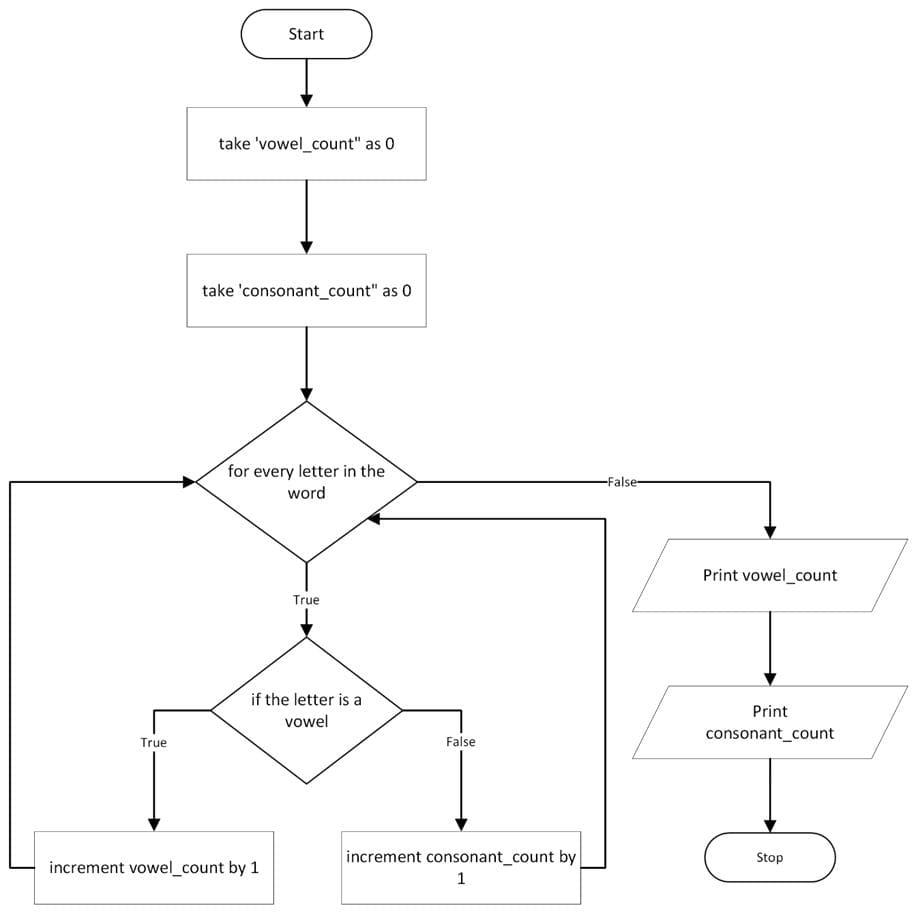 Start
take 'vowel_count" as 0
take 'consonant_count" as 0
for every letter in the
word
False
True
if the letter is a
vowel
True
False
increment vowel_count by 1
increment consonant_count by
1
Print vowel_count
Print
consonant_count
Stop